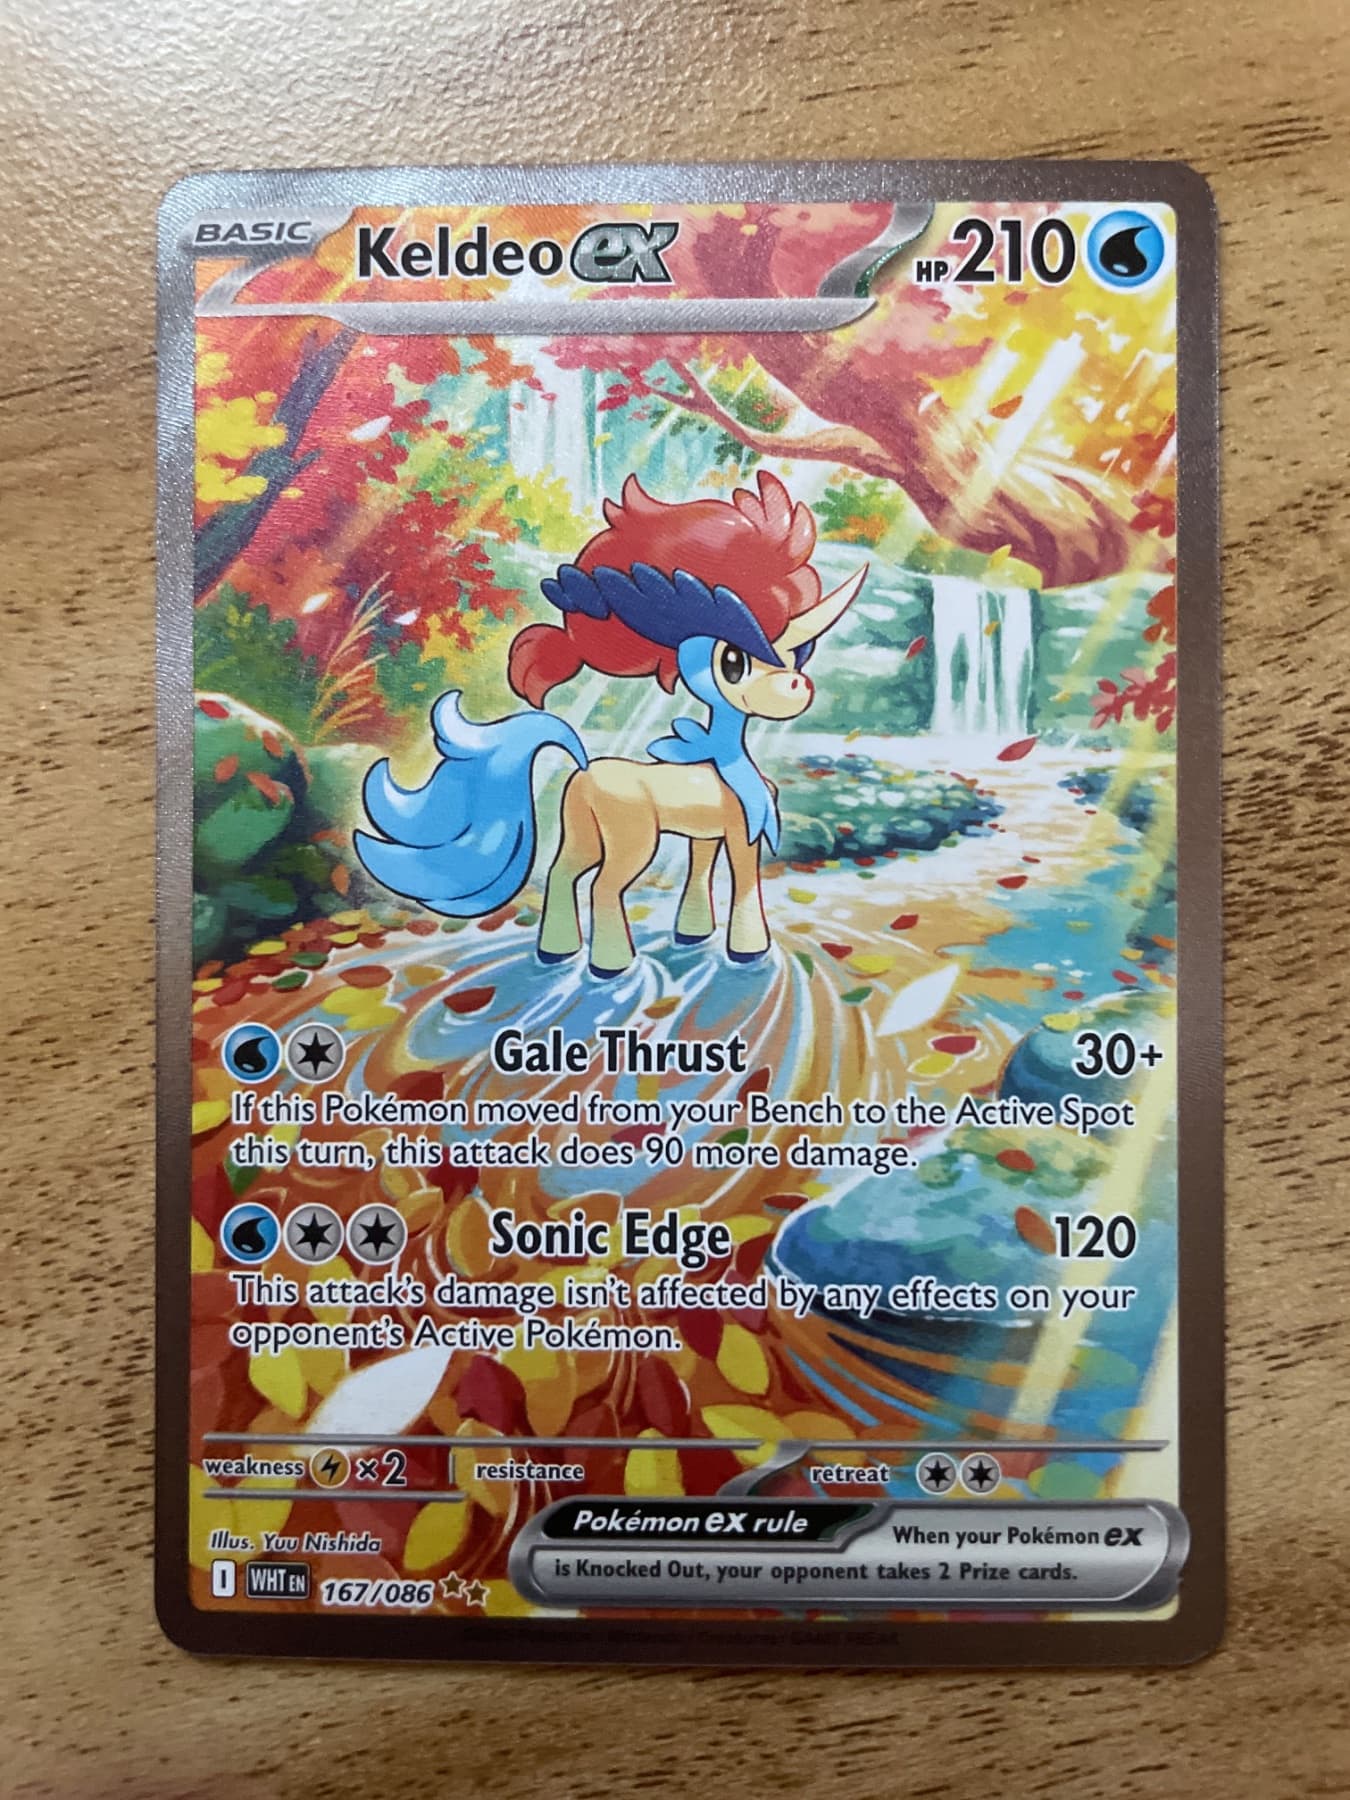 BASIC Keldeo ex HP 210
Gale Thrust 30+
If this Pokémon moved from your Bench to the Active Spot
this turn, this attack does 90 more damage.
Sonic Edge 120
This attack's damage isn't affected by any effects on your
opponent's Active Pokémon.
weakness ×2 resistance retreat
Illus. Yuu Nishida
Pokémon ex rule When your Pokémon ex
is Knocked Out, your opponent takes 2 Prize cards.
I WHT EN 167/086